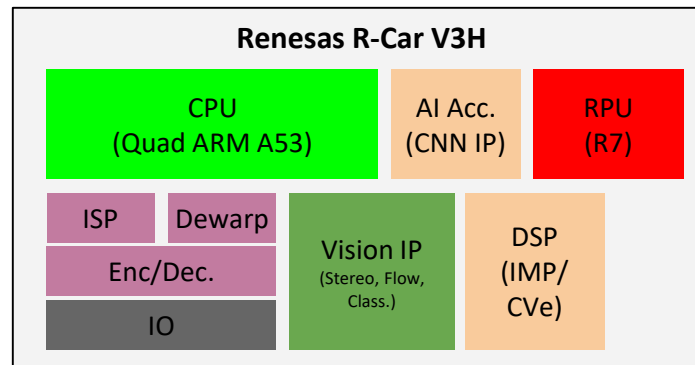 Renesas R-Car V3H
CPU
(Quad ARM A53)
AI Acc.
(CNN IP)
RPU
(R7)
ISP
Dewarp
Enc/Dec.
IO
Vision IP
(Stereo, Flow,
Class.)
DSP
(IMP/
CVe)